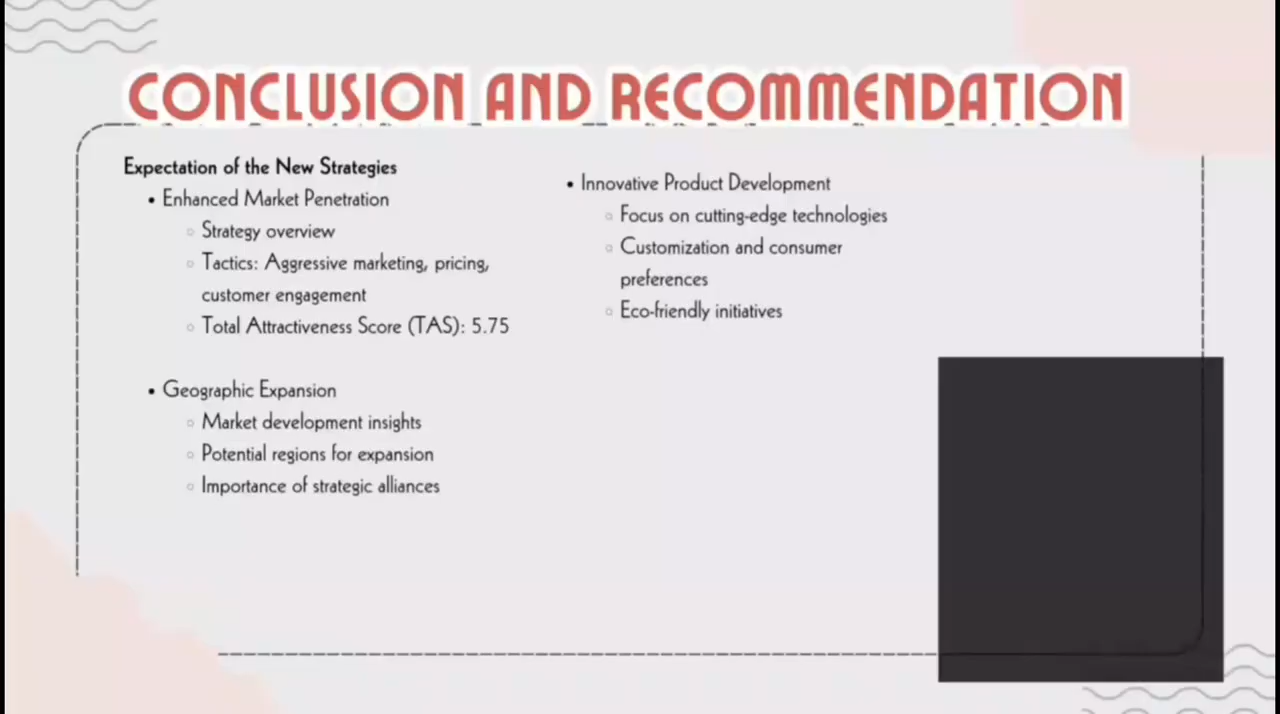 CONCLUSION AND RECOMMENDATION
Expectation of the New Strategies
• Enhanced Market Penetration
◦ Strategy overview
◦ Tactics: Aggressive marketing, pricing,
customer engagement
◦ Total Attractiveness Score (TAS): 5.75
• Geographic Expansion
◦ Market development insights
◦ Potential regions for expansion
◦ Importance of strategic alliances
• Innovative Product Development
◦ Focus on cutting-edge technologies
◦ Customization and consumer
preferences
◦ Eco-friendly initiatives